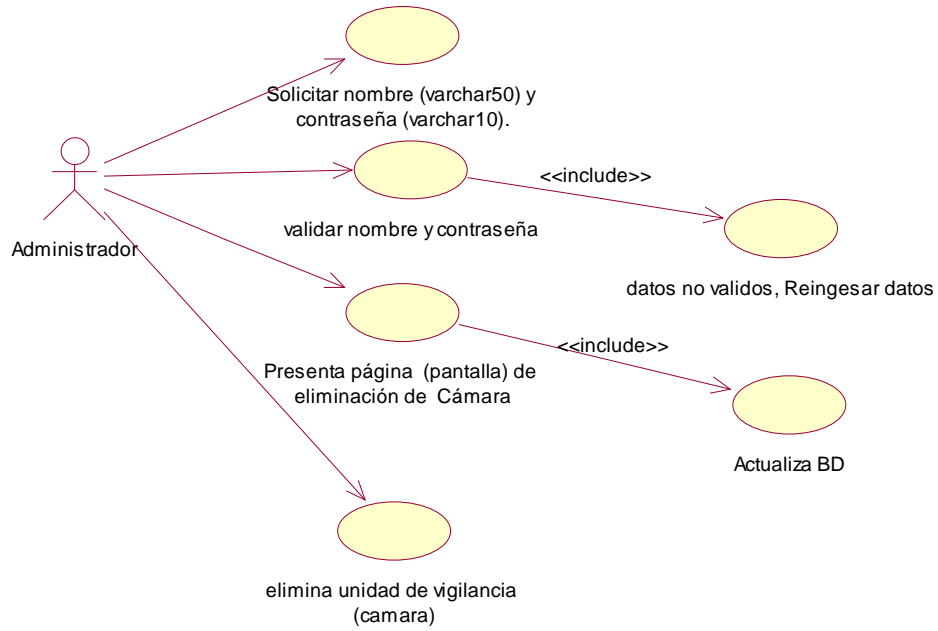 Solicitar nombre (varchar50) y
contraseña (varchar10).
<<include>>
validar nombre y contraseña
Administrador
datos no validos, Reingesar datos
<<include>>
Presenta página (pantalla) de
eliminación de Cámara
Actualiza BD
elimina unidad de vigilancia
(camara)